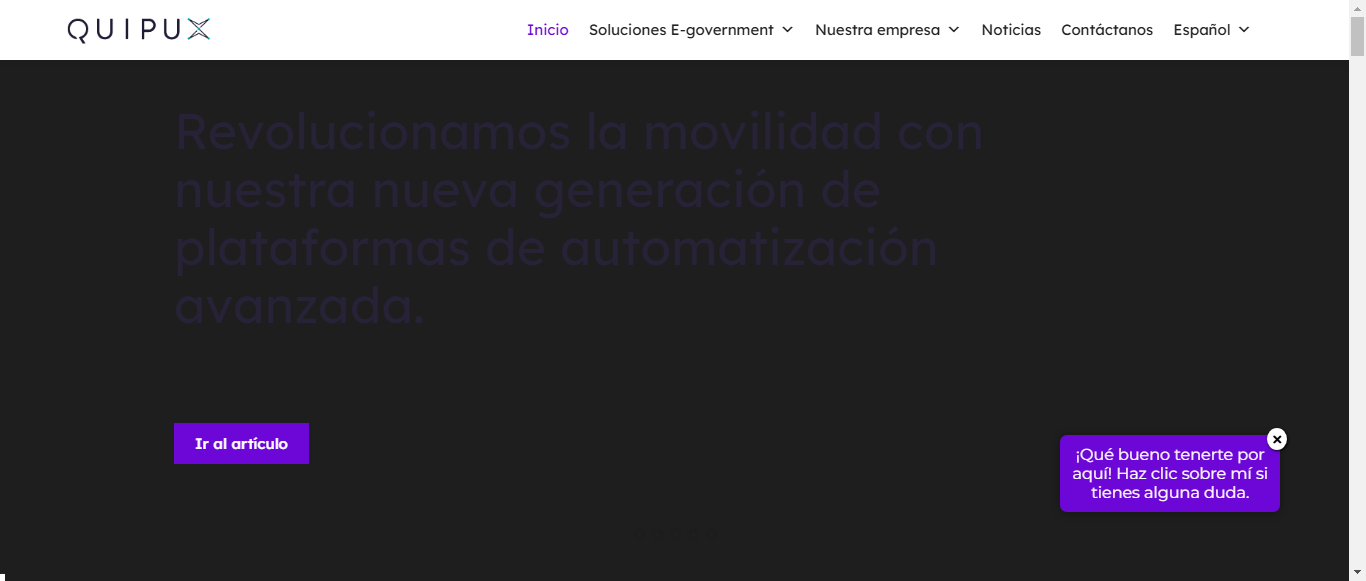 QUIPUX
Inicio
Soluciones E-government
Nuestra empresa
Noticias
Contáctanos
Español
Revolucionamos la movilidad con
nuestra nueva generación de
plataformas de automatización
avanzada.
Ir al artículo
¡Qué bueno tenerte por
aquí! Haz clic sobre mí si
tienes alguna duda.